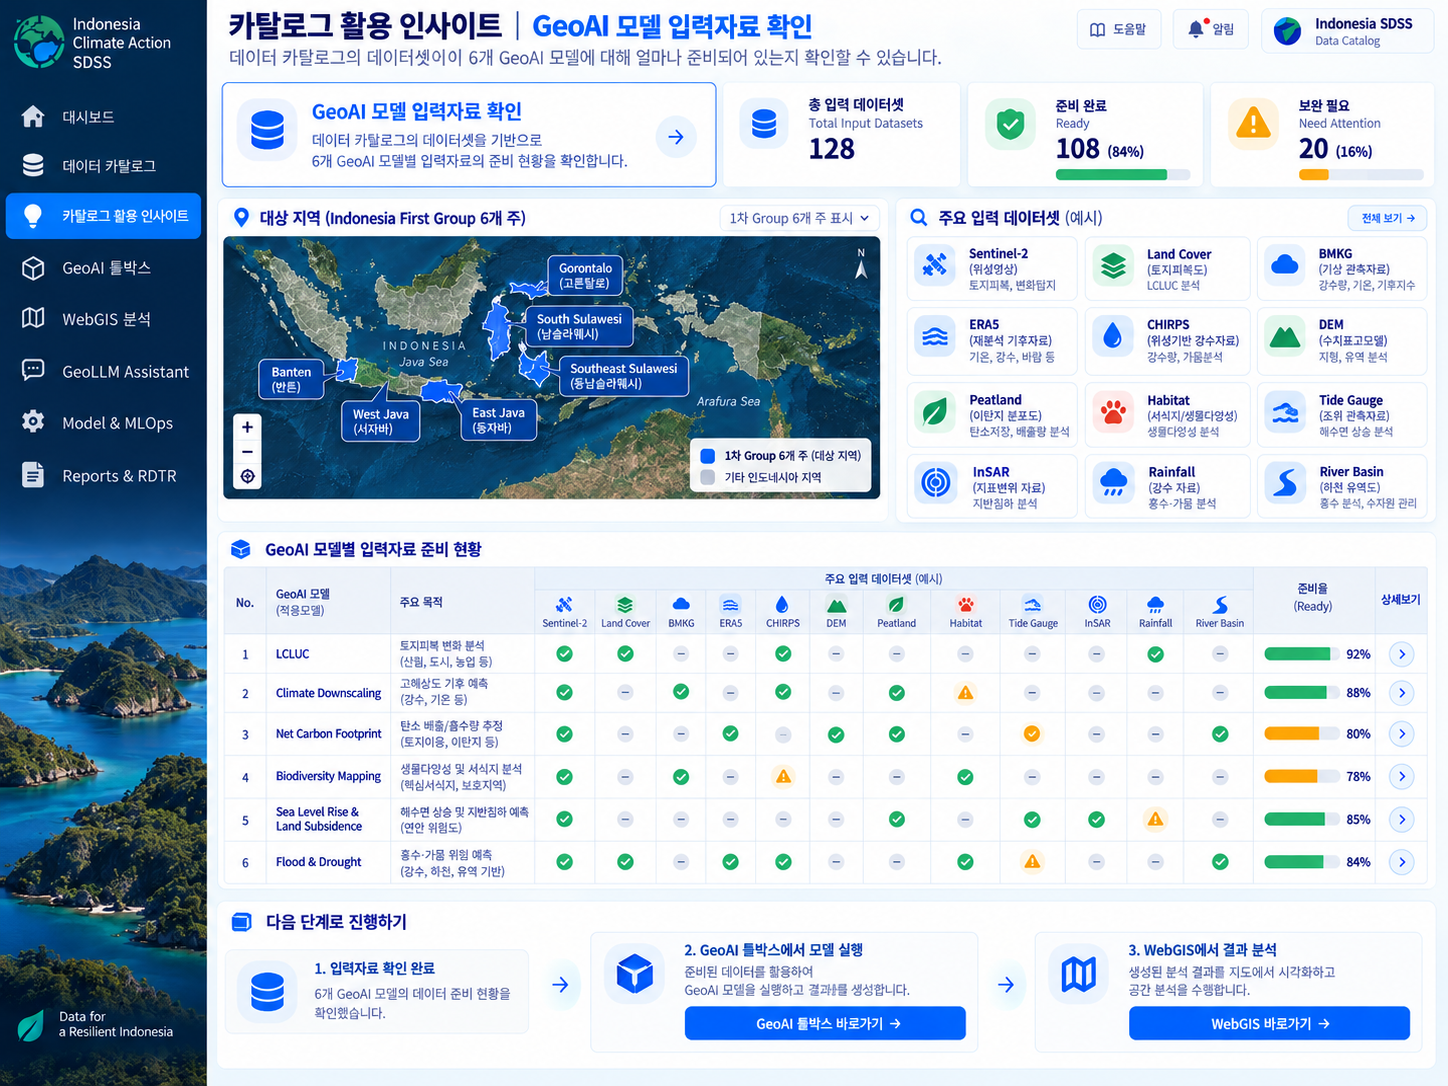 Indonesia
Climate Action
SDSS
대시보드
데이터 카탈로그
카탈로그 활용 인사이트
GeoAI 툴박스
WebGIS 분석
GeoLLM Assistant
Model & MLOps
Reports & RDTR
Data for
a Resilient Indonesia
카탈로그 활용 인사이트 | GeoAI 모델 입력자료 확인
데이터 카탈로그의 데이터셋이이 6개 GeoAI 모델에 대해 얼마나 준비되어 있는지 확인할 수 있습니다.
도움말
알림
Indonesia SDSS
Data Catalog
GeoAI 모델 입력자료 확인
데이터 카탈로그의 데이터셋을 기반으로
6개 GeoAI 모델별 입력자료의 준비 현황을 확인합니다.
총 입력 데이터셋
Total Input Datasets
128
준비 완료
Ready
108 (84%)
보완 필요
Need Attention
20 (16%)
대상 지역 (Indonesia First Group 6개 주)
1차 Group 6개 주 표시
N
Gorontalo
(고른탈로)
South Sulawesi
(남슬라웨시)
INDONESIA
Java Sea
Banten
(반튼)
Southeast Sulawesi
(동남슬라웨시)
Arafura Sea
West Java
(서자바)
East Java
(동자바)
+
−
1차 Group 6개 주 (대상 지역)
기타 인도네시아 지역
주요 입력 데이터셋 (예시)
전체 보기 →
Sentinel-2
(위성영상)
토지피복, 변화탐지
Land Cover
(토지피복도)
LCLUC 분석
BMKG
(기상 관측자료)
강수량, 기온, 기후지수
ERA5
(재분석 기후자료)
기온, 강수, 바람 등
CHIRPS
(위성기반 강수자료)
강수량, 가뭄분석
DEM
(수치표고모델)
지형, 유역 분석
Peatland
(이탄지 분포도)
탄소저장, 배출량 분석
Habitat
(서식지/생물다양성)
생물다양성 분석
Tide Gauge
(조위 관측자료)
해수면 상승 분석
InSAR
(지표변위 자료)
지반침하 분석
Rainfall
(강수 자료)
홍수·가뭄 분석
River Basin
(하천 유역도)
홍수 분석, 수자원 관리
GeoAI 모델별 입력자료 준비 현황
No.
GeoAI 모델
(적용모델)
주요 목적
주요 입력 데이터셋 (예시)
준비율
(Ready)
상세보기
Sentinel-2 Land Cover BMKG ERA5 CHIRPS DEM Peatland Habitat Tide Gauge InSAR Rainfall River Basin
1 LCLUC
토지피복 변화 분석
(산림, 도시, 농업 등)
92%
2 Climate Downscaling
고해상도 기후 예측
(강수, 기온 등)
88%
3 Net Carbon Footprint
탄소 배출/흡수량 추정
(토지이용, 이탄지 등)
80%
4 Biodiversity Mapping
생물다양성 및 서식지 분석
(핵심서식지, 보호지역)
78%
5 Sea Level Rise &
Land Subsidence
해수면 상승 및 지반침하 예측
(연안 위험도)
85%
6 Flood & Drought
홍수·가뭄 위험 예측
(강수, 하천, 유역 기반)
84%
다음 단계로 진행하기
1. 입력자료 확인 완료
6개 GeoAI 모델의 데이터 준비 현황을
확인했습니다.
2. GeoAI 툴박스에서 모델 실행
준비된 데이터를 활용하여
GeoAI 모델을 실행하고 결과를 생성합니다.
GeoAI 툴박스 바로가기 →
3. WebGIS에서 결과 분석
생성된 분석 결과를 지도에서 시각화하고
공간 분석을 수행합니다.
WebGIS 바로가기 →